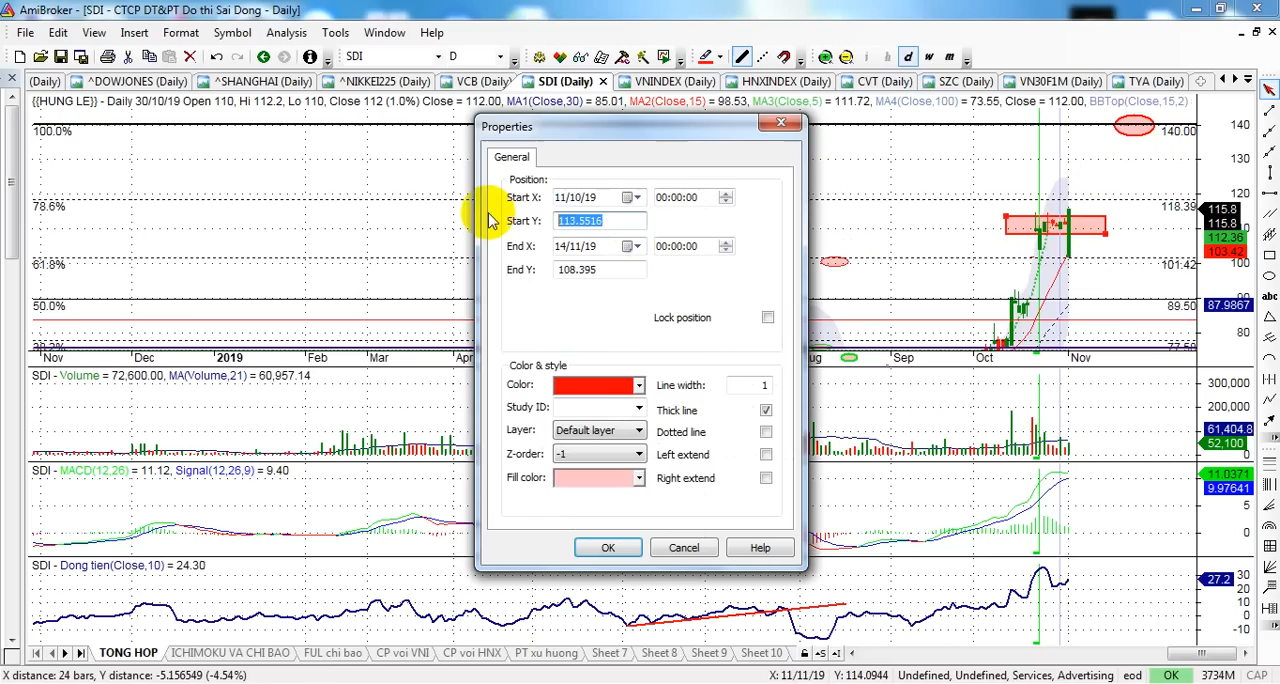 AmiBroker - [SDI - CTCP DT&PT Do thi Sai Dong - Daily]
File Edit View Insert Format Symbol Analysis Tools Window Help
SDI D i h d w m
(Daily) ^DOWJONES (Daily) ^SHANGHAI (Daily) ^NIKKEI225 (Daily) VCB (Daily) SDI (Daily) VNINDEX (Daily) HNXINDEX (Daily) CVT (Daily) SZC (Daily) VN30F1M (Daily) TYA (Daily)
{{HUNG LE}} - Daily 30/10/19 Open 110, Hi 112.2, Lo 110, Close 112 (1.0%) Close = 112.00, MA1(Close,30) = 85.01, MA2(Close,15) = 98.53, MA3(Close,5) = 111.72, MA4(Close,100) = 73.55, Close = 112.00, BBTop(Close,15,2)
100.0% 140.00 140
130
120
78.6% 118.39 115.8
115.8
112.36
103.42
61.8% 101.42 100
50.0% 89.50 90 87.9867
80
38.2% 77.59
Nov Dec 2019 Feb Mar Apr Aug Sep Oct Nov
Properties
General
Position:
Start X: 11/10/19 00:00:00
Start Y: 113.5516
End X: 14/11/19 00:00:00
End Y: 108.395
Lock position
Color & style
Color: Line width: 1
Study ID: Thick line
Layer: Default layer Dotted line
Z-order: -1 Left extend
Fill color: Right extend
OK Cancel Help
abc
SDI - Volume = 72,600.00, MA(Volume,21) = 60,957.14
300,000
200,000
61,404.8
52,100
SDI - MACD(12,26) = 11.12, Signal(12,26,9) = 9.40
11.0371
9.97641
5
0
SDI - Dong tien(Close,10) = 24.30
30
27.2
20
10
0
-10
TONG HOP ICHIMOKU VA CHI BAO FUL chi bao CP voi VNI CP voi HNX PT xu huong Sheet 7 Sheet 8 Sheet 9 Sheet 10
X distance: 24 bars, Y distance: -5.156549 (-4.54%) X: 11/11/19 Y: 114.0944 Undefined, Undefined, Services, Advertising eod OK 3734M CAP